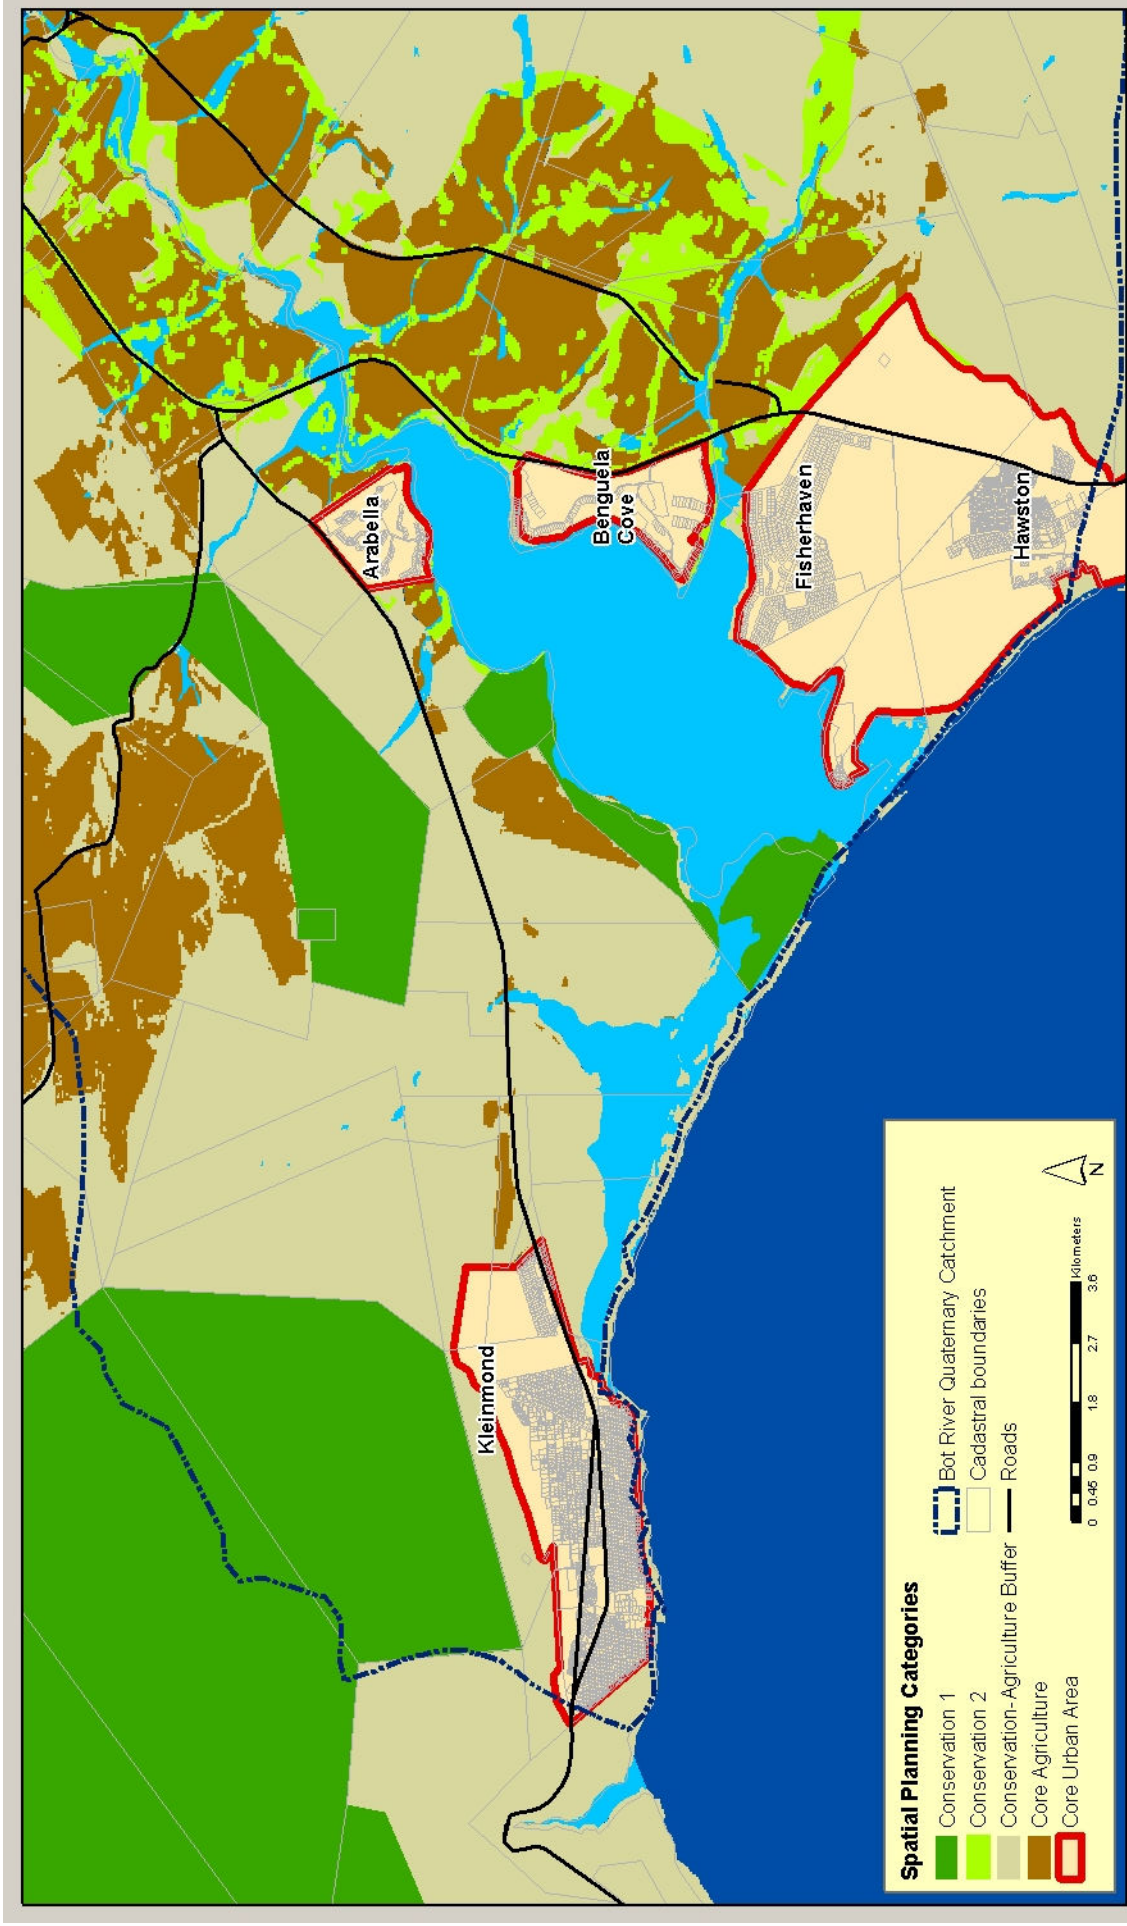 Arabella
Benguela
Cove
Fisherhaven
Hawston
Kleinmond
Spatial Planning Categories
Conservation 1
Conservation 2
Conservation-Agriculture Buffer
Core Agriculture
Core Urban Area
Bot River Quaternary Catchment
Cadastral boundaries
Roads
0 0.45 0.9 1.8 2.7 3.6
Kilometers
N